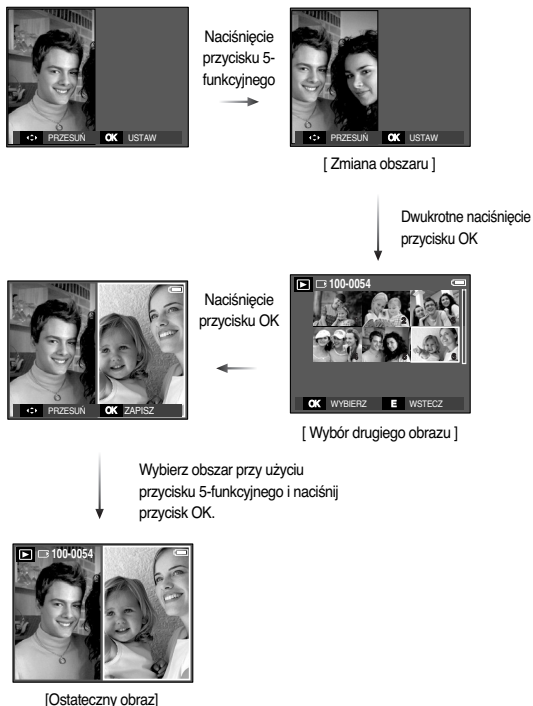 Naciśnięcie
przycisku 5-
funkcyjnego
PRZESUŃ OK USTAW
PRZESUŃ OK USTAW
[ Zmiana obszaru ]
Dwukrotne naciśnięcie
przycisku OK
100-0054
OK WYBIERZ E WSTECZ
[ Wybór drugiego obrazu ]
Naciśnięcie
przycisku OK
PRZESUŃ OK ZAPISZ
Wybierz obszar przy użyciu
przycisku 5-funkcyjnego i naciśnij
przycisk OK.
100-0054
[Ostateczny obraz]